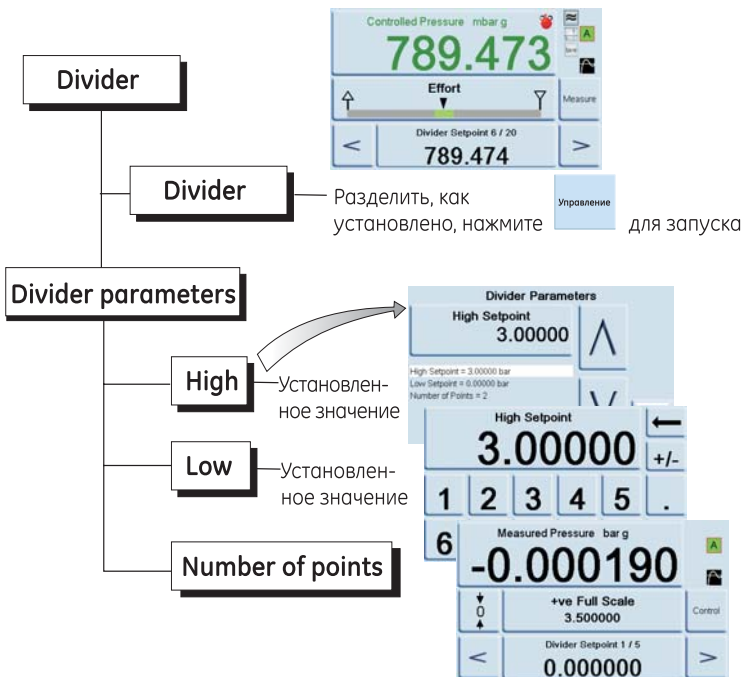 Controlled Pressure mbar g
789.473
Effort
Measure
Divider Setpoint 6 / 20
<
789.474
>
Divider
Divider
Разделить, как
установлено, нажмите
Управление
для запуска
Divider parameters
Divider Parameters
High Setpoint
3.00000
High Setpoint = 3.00000 bar
Low Setpoint = 0.00000 bar
Number of Points = 2
High
Установлен-
ное значение
Low
Установлен-
ное значение
Number of points
High Setpoint
3.00000
+/-
1 2 3 4 5 .
6
Measured Pressure bar g
-0.000190
A
0
+ve Full Scale
3.500000
Control
Divider Setpoint 1 / 5
<
0.000000
>
A